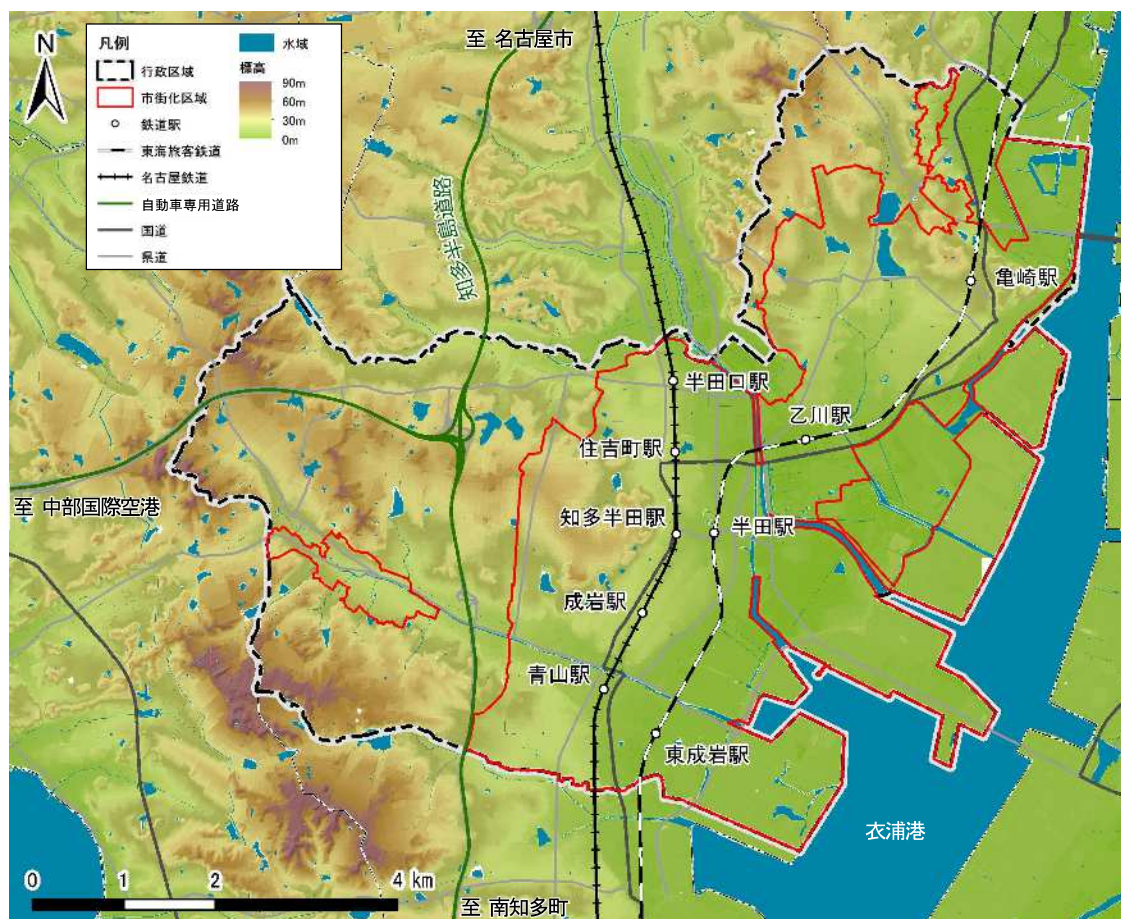 至 名古屋市
N
凡例
行政区域
市街化区域
鉄道駅
東海旅客鉄道
名古屋鉄道
自動車専用道路
国道
県道
水域
標高
90m
60m
30m
0m
知多半島道路
亀崎駅
半田口駅
乙川駅
住吉町駅
至 中部国際空港
知多半田駅
半田駅
成岩駅
青山駅
東成岩駅
衣浦港
0 1 2 4 km
至 南知多町